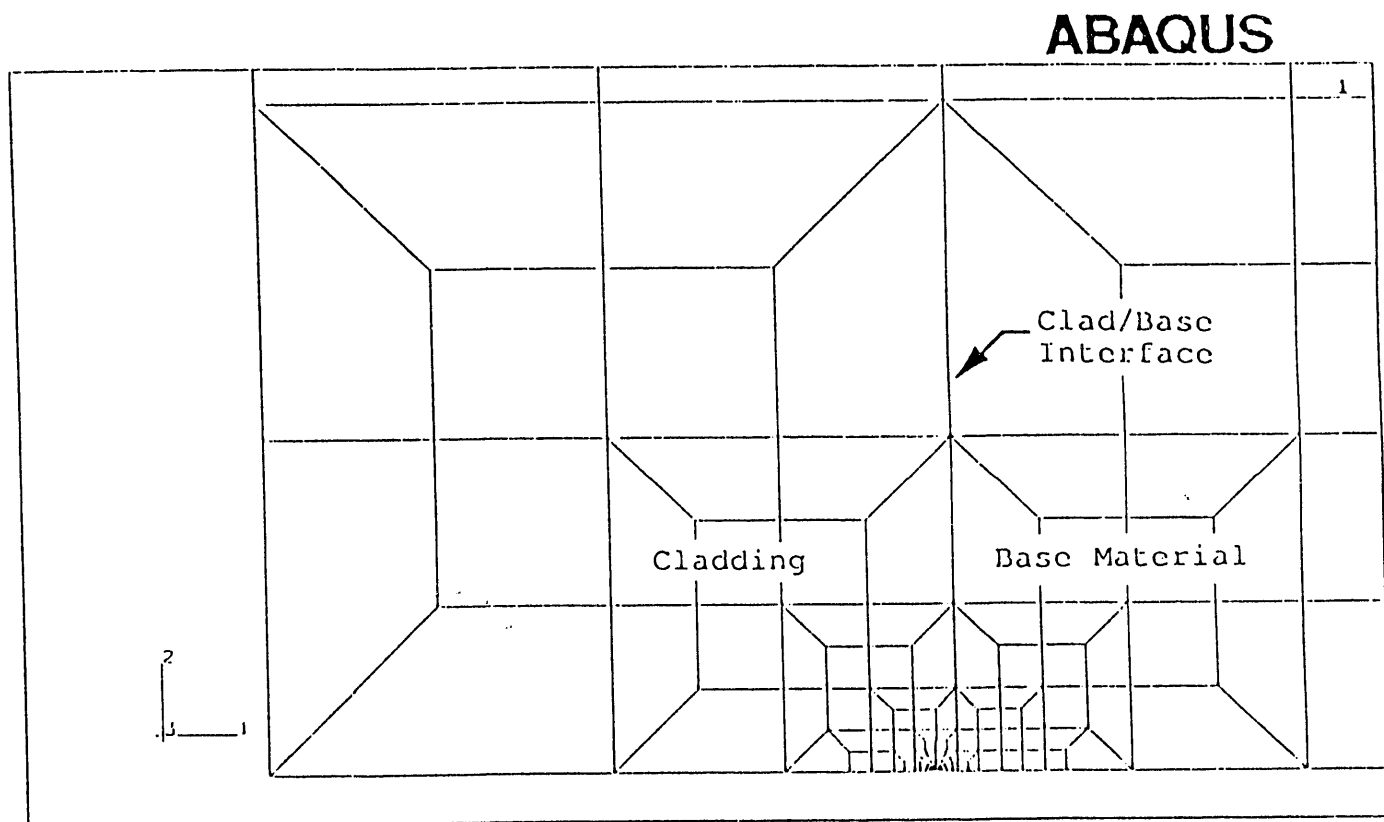 ABAQUS
1
Clad/Base
Interface
Cladding
Base Material
2
3
1